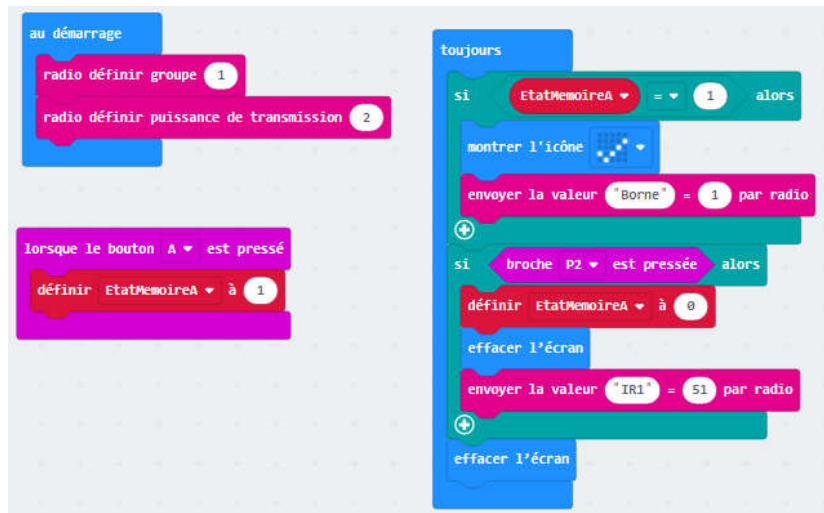 au démarrage
radio définir groupe 1
radio définir puissance de transmission 2
lorsque le bouton A est pressé
définir EtatMemoireA à 1
toujours
si EtatMemoireA = 1 alors
montrer l'icône
envoyer la valeur "Borne" = 1 par radio
si broche P2 est pressée alors
définir EtatMemoireA à 0
effacer l'écran
envoyer la valeur "IR1" = 51 par radio
effacer l'écran